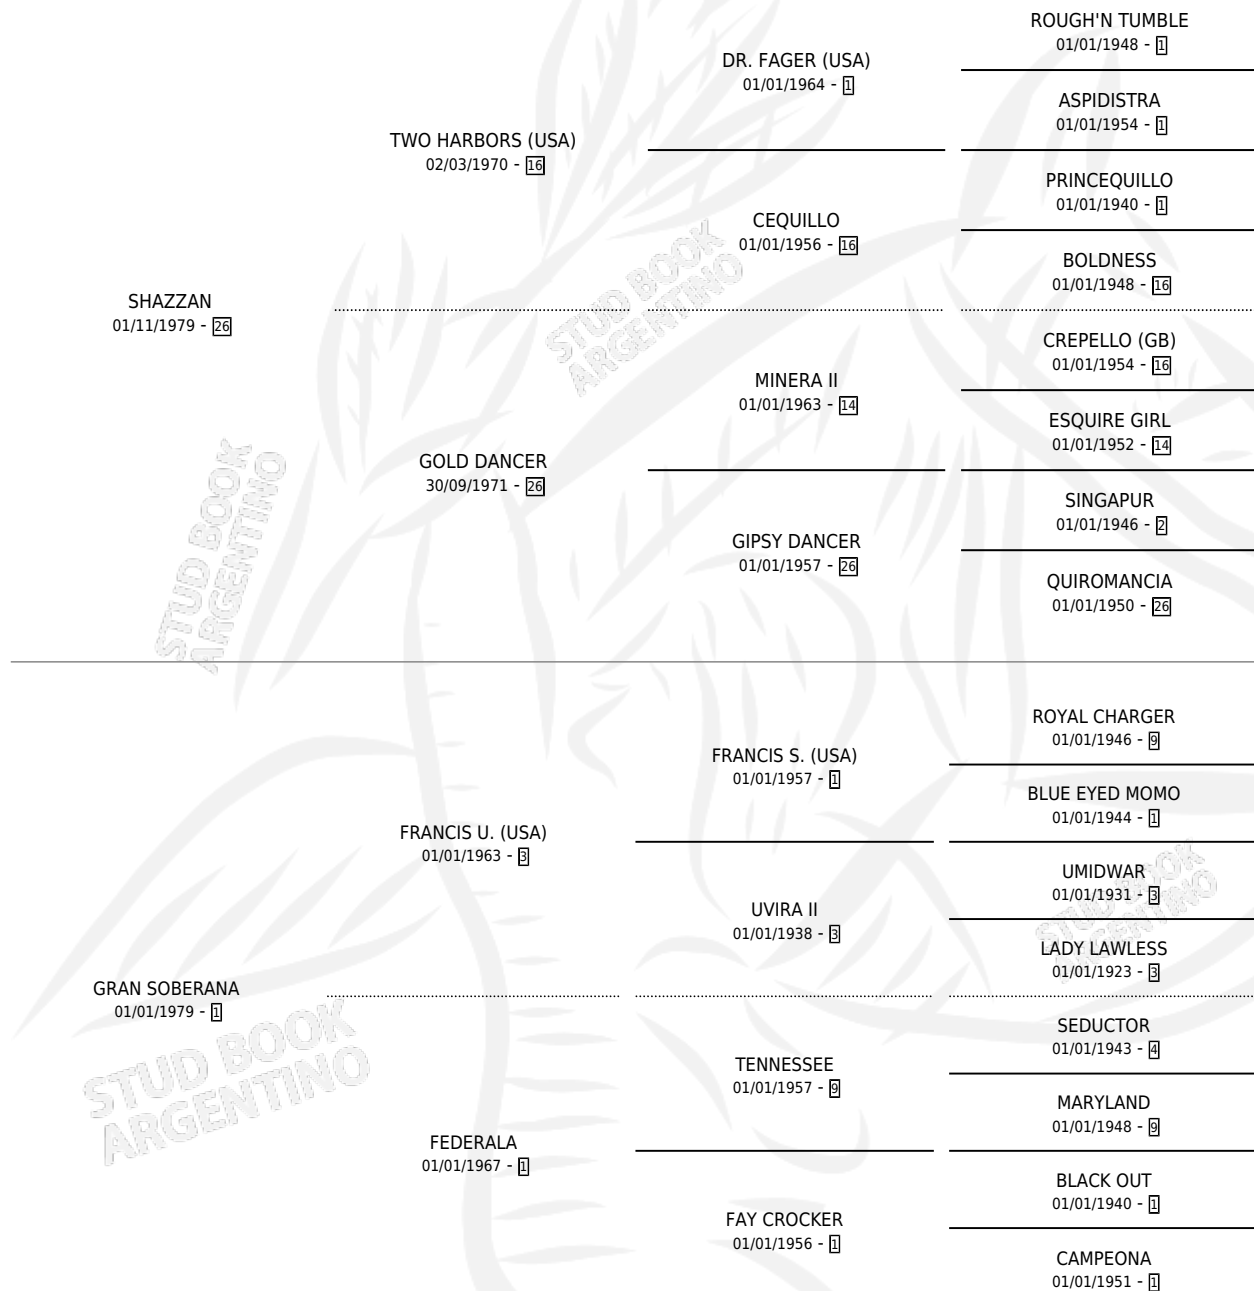 ROUGH'N TUMBLE
01/01/1948 - 1
DR. FAGER (USA)
01/01/1964 - 1
ASPIDISTRA
01/01/1954 - 1
TWO HARBORS (USA)
02/03/1970 - 16
PRINCEQUILLO
01/01/1940 - 1
CEQUILLO
01/01/1956 - 16
BOLDNESS
01/01/1948 - 16
SHAZZAN
01/11/1979 - 26
STUD BOOK
ARGENTINO
CREPELLO (GB)
01/01/1954 - 16
MINERA II
01/01/1963 - 14
ESQUIRE GIRL
01/01/1952 - 14
GOLD DANCER
30/09/1971 - 26
SINGAPUR
01/01/1946 - 2
GIPSY DANCER
01/01/1957 - 26
QUIROMANCIA
01/01/1950 - 26
STUD BOOK
ARGENTINO
ROYAL CHARGER
01/01/1946 - 9
FRANCIS S. (USA)
01/01/1957 - 1
BLUE EYED MOMO
01/01/1944 - 1
FRANCIS U. (USA)
01/01/1963 - 3
UMIDWAR
01/01/1931 - 3
UVIRA II
01/01/1938 - 3
LADY LAWLESS
01/01/1923 - 3
STUD BOOK
ARGENTINO
GRAN SOBERANA
01/01/1979 - 1
STUD BOOK
ARGENTINO
SEDUCTOR
01/01/1943 - 4
TENNESSEE
01/01/1957 - 9
MARYLAND
01/01/1948 - 9
FEDERALA
01/01/1967 - 1
BLACK OUT
01/01/1940 - 1
FAY CROCKER
01/01/1956 - 1
CAMPEONA
01/01/1951 - 1